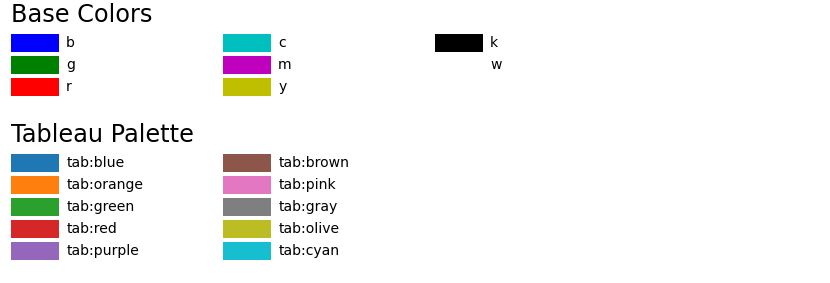 Base Colors
b
g
r
c
m
y
k
w
Tableau Palette
tab:blue
tab:orange
tab:green
tab:red
tab:purple
tab:brown
tab:pink
tab:gray
tab:olive
tab:cyan